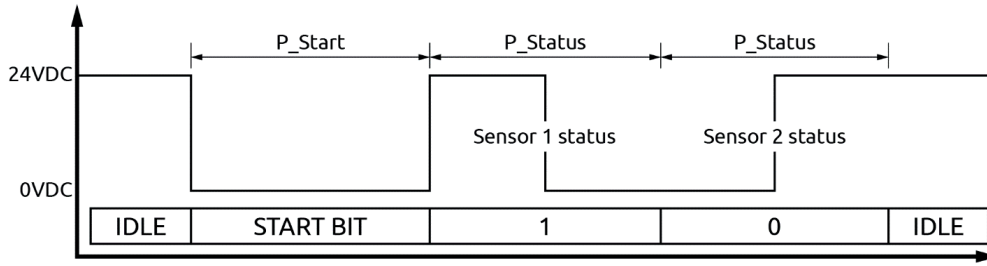 P_Start P_Status P_Status
24VDC
Sensor 1 status Sensor 2 status
0VDC
IDLE START BIT 1 0 IDLE